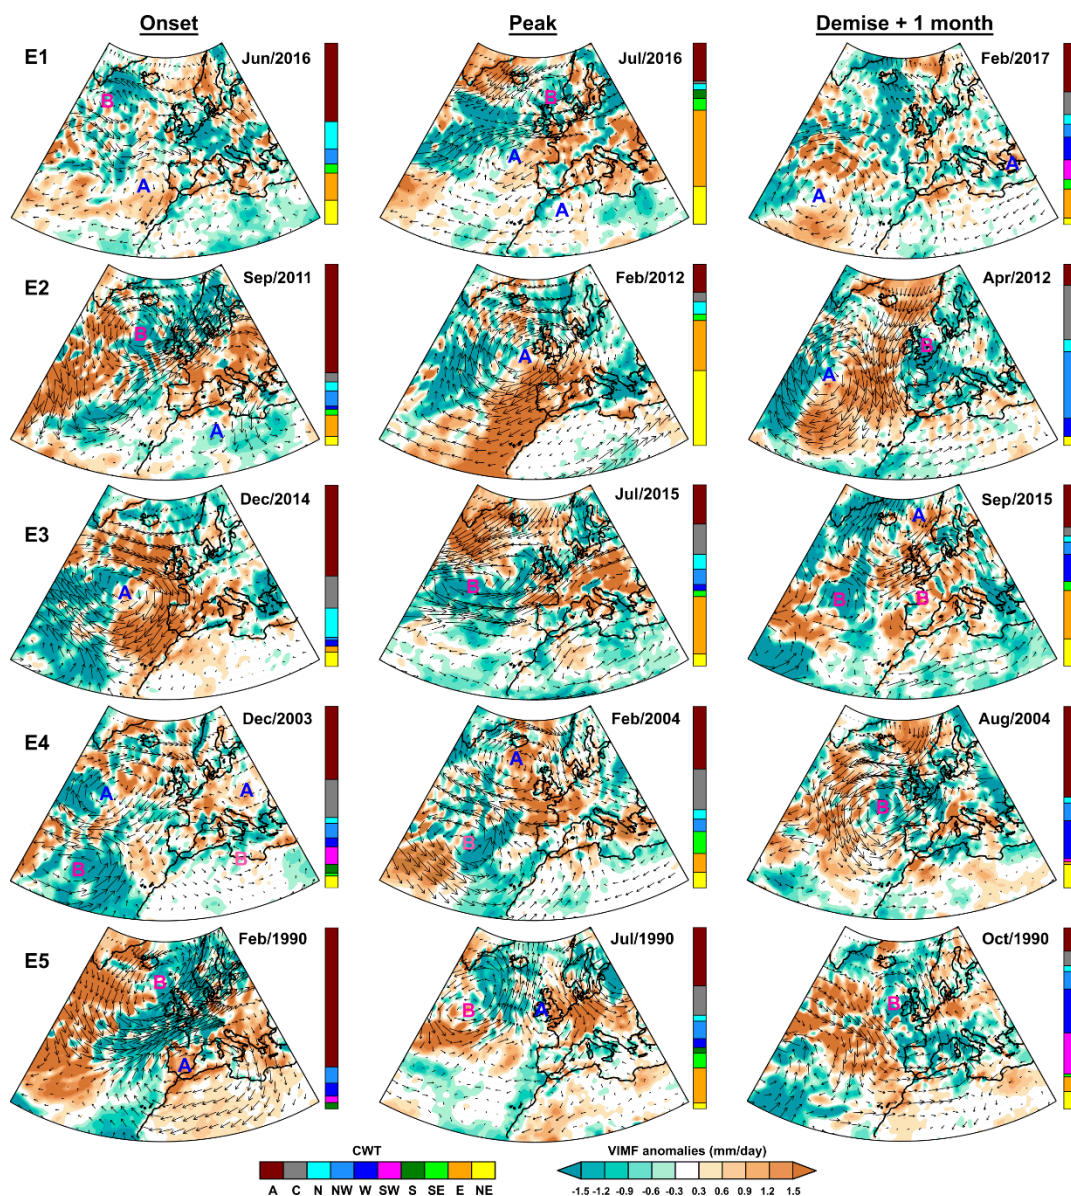 Onset Peak Demise + 1 month
E1 Jun/2016 Jul/2016 Feb/2017
B B
A A A
A A
E2 Sep/2011 Feb/2012 Apr/2012
B A B
A A
E3 Dec/2014 Jul/2015 Sep/2015
A
A B B B
E4 Dec/2003 Feb/2004 Aug/2004
A A A B
B B B
E5 Feb/1990 Jul/1990 Oct/1990
B B A B
A
CWT VIMF anomalies (mm/day)
A C N NW W SW S SE E NE -1.5 -1.2 -0.9 -0.6 -0.3 0.3 0.6 0.9 1.2 1.5